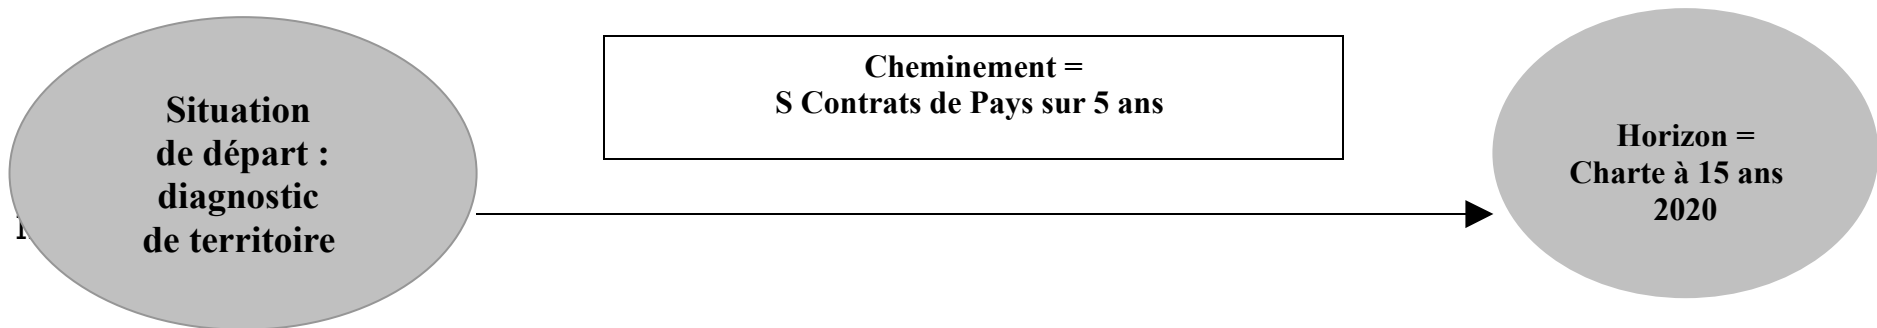 Situation
de départ :
diagnostic
de territoire
Cheminement =
S Contrats de Pays sur 5 ans
Horizon =
Charte à 15 ans
2020